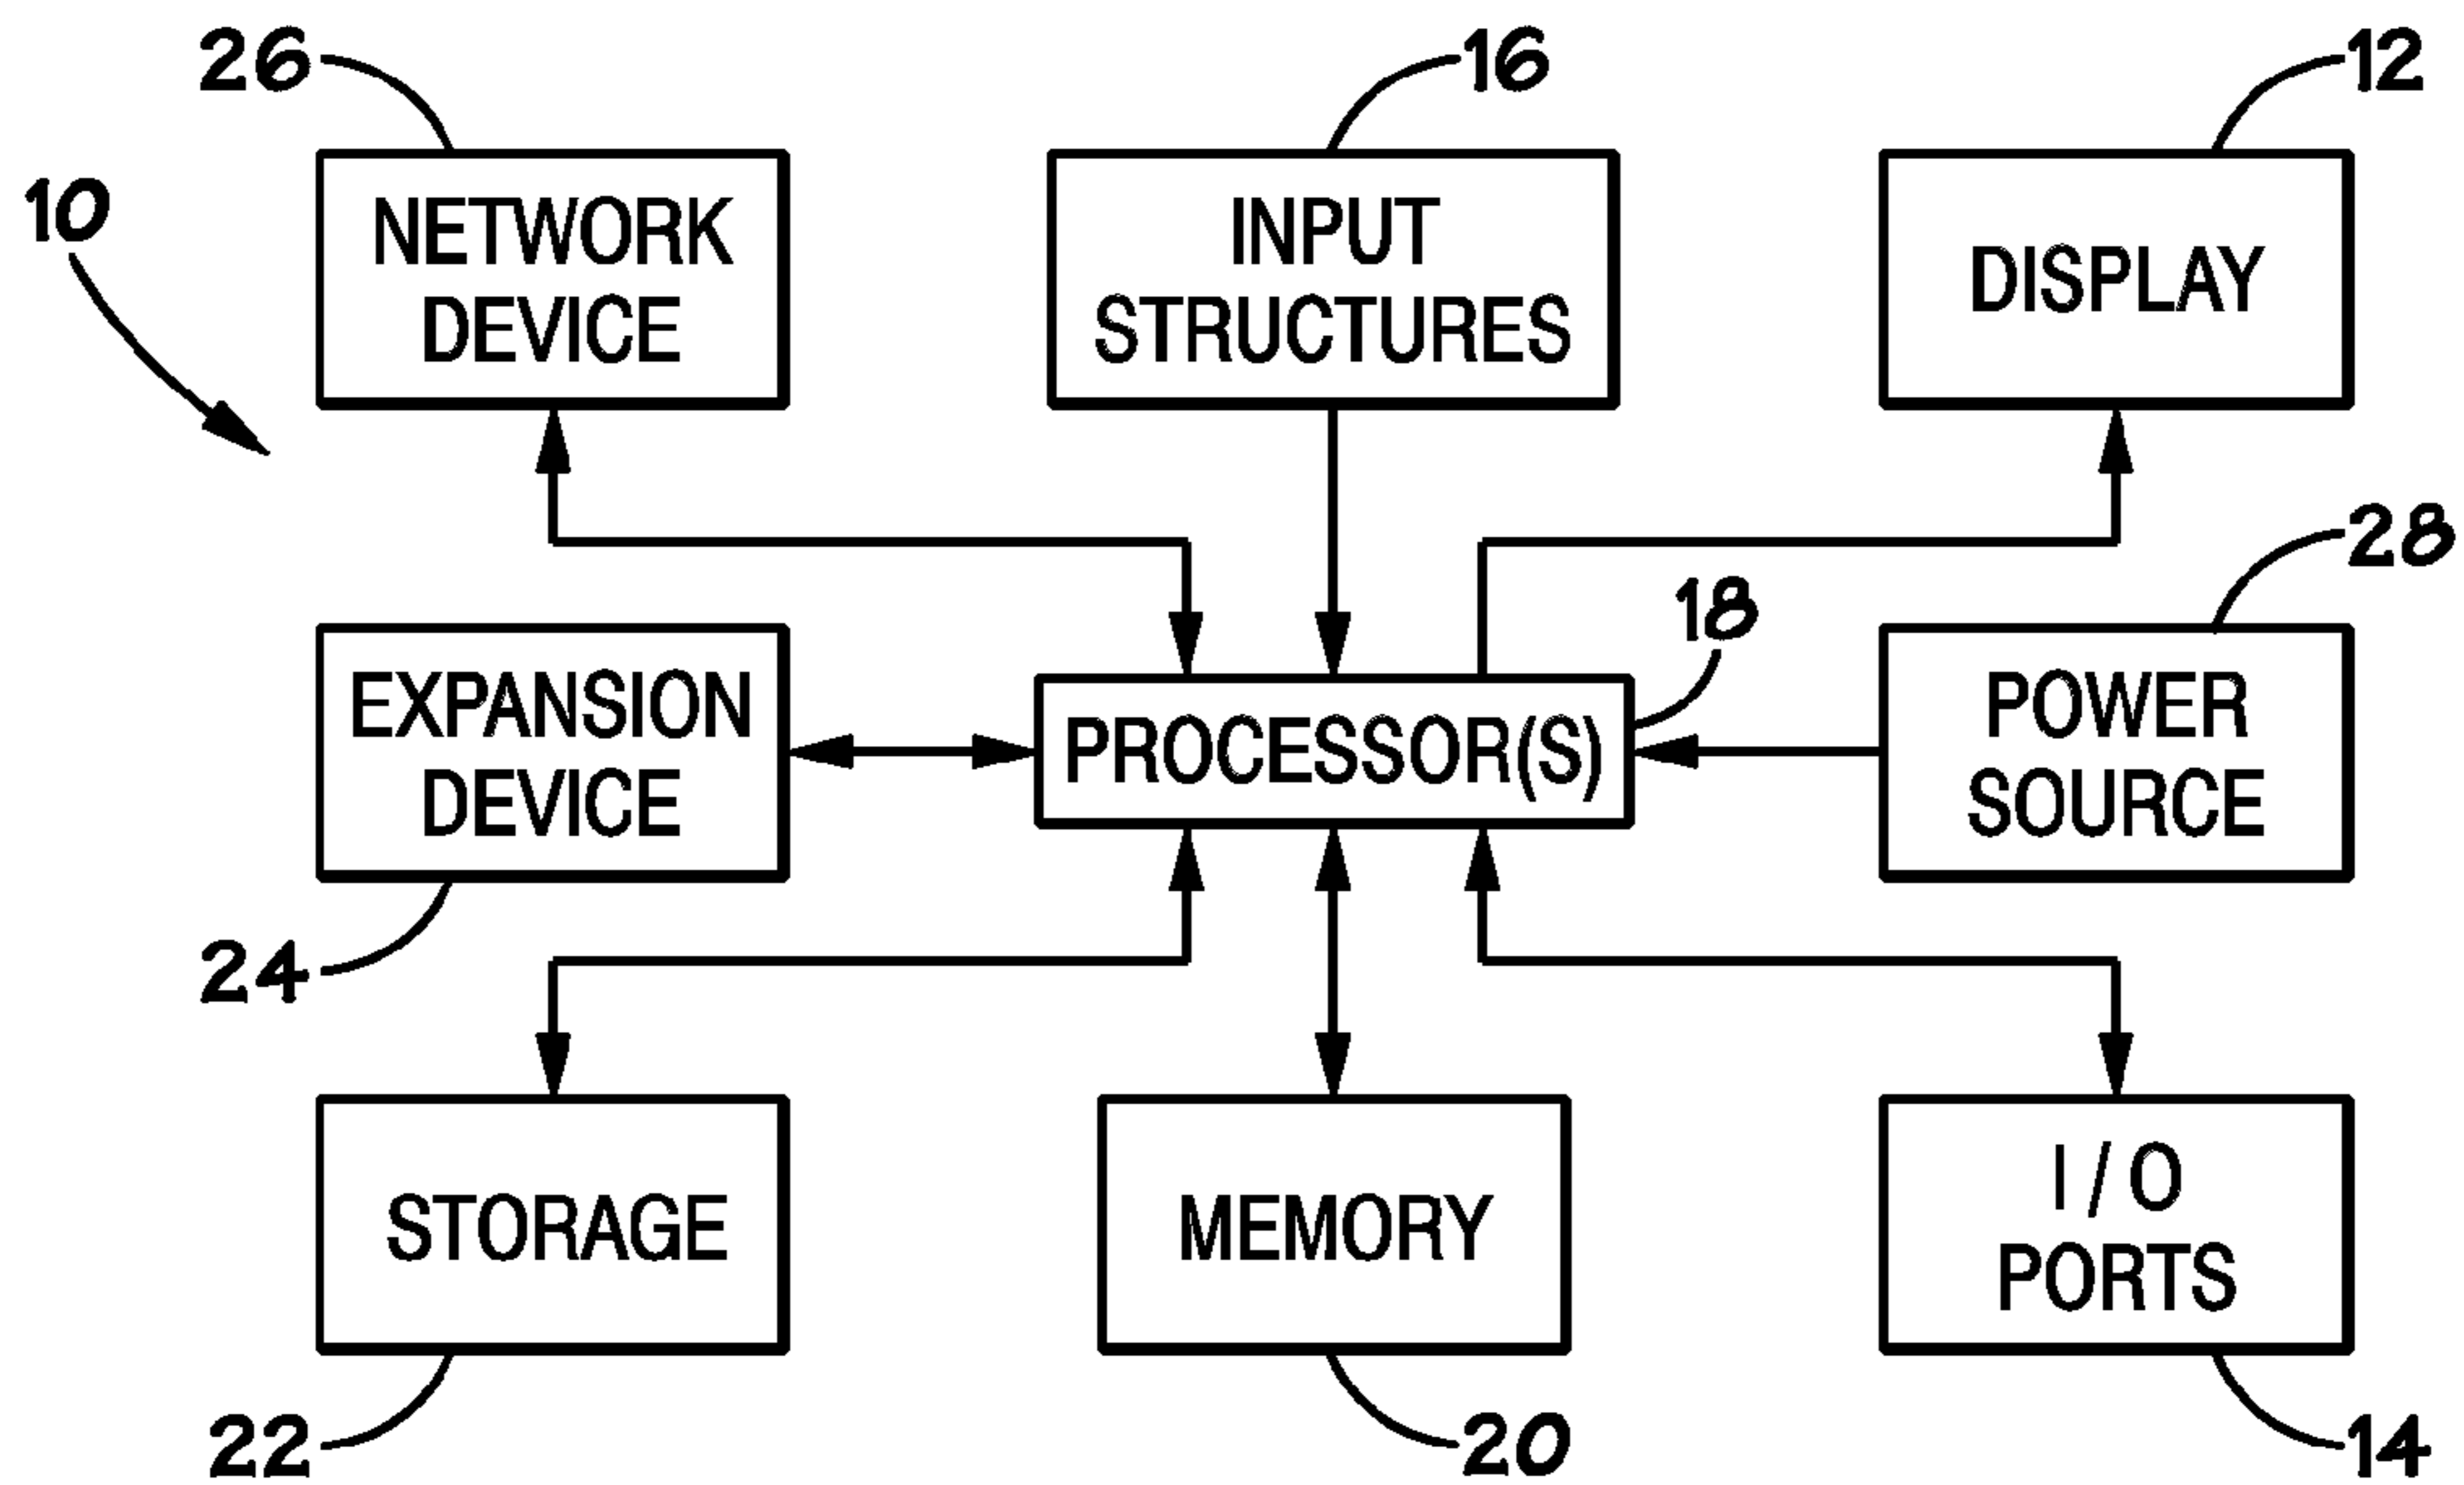 26
16
12
10
NETWORK
DEVICE
INPUT
STRUCTURES
DISPLAY
28
18
EXPANSION
DEVICE
PROCESSOR(S)
POWER
SOURCE
24
STORAGE
MEMORY
I / O
PORTS
22
20
14